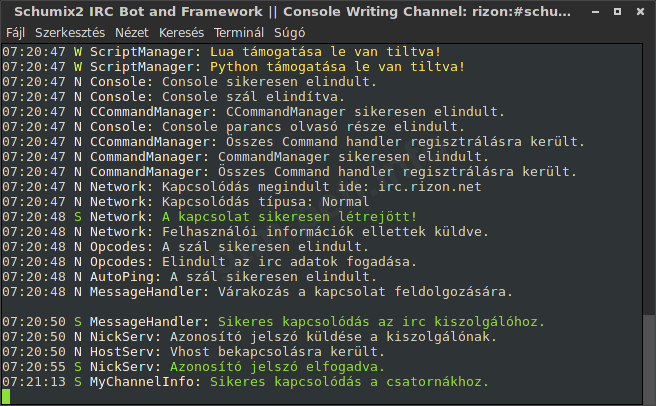 Schumix2 IRC Bot and Framework || Console Writing Channel: rizon:#schu...
Fájl Szerkesztés Nézet Keresés Terminál Súgó
07:20:47 W ScriptManager: Lua támogatása le van tiltva!
07:20:47 W ScriptManager: Python támogatása le van tiltva!
07:20:47 N Console: Console sikeresen elindult.
07:20:47 N Console: Console szál elindítva.
07:20:47 N CCommandManager: CCommandManager sikeresen elindult.
07:20:47 N Console: Console parancs olvasó része elindult.
07:20:47 N CCommandManager: Összes Command handler regisztrálásra került.
07:20:47 N CommandManager: CommandManager sikeresen elindult.
07:20:47 N CommandManager: Összes Command handler regisztrálásra került.
07:20:47 N Network: Kapcsolódás megindult ide: irc.rizon.net
07:20:47 N Network: Kapcsolódás típusa: Normal
07:20:48 S Network: A kapcsolat sikeresen létrejött!
07:20:48 N Network: Felhasználói információk ellettek küldve.
07:20:48 N Opcodes: A szál sikeresen elindult.
07:20:48 N Opcodes: Elindult az irc adatok fogadása.
07:20:48 N AutoPing: A szál sikeresen elindult.
07:20:48 N MessageHandler: Várakozás a kapcsolat feldolgozására.
07:20:50 S MessageHandler: Sikeres kapcsolódás az irc kiszolgálóhoz.
07:20:50 N NickServ: Azonosító jelszó küldése a kiszolgálónak.
07:20:50 N HostServ: Vhost bekapcsolásra került.
07:20:55 S NickServ: Azonosító jelszó elfogadva.
07:21:13 S MyChannelInfo: Sikeres kapcsolódás a csatornákhoz.